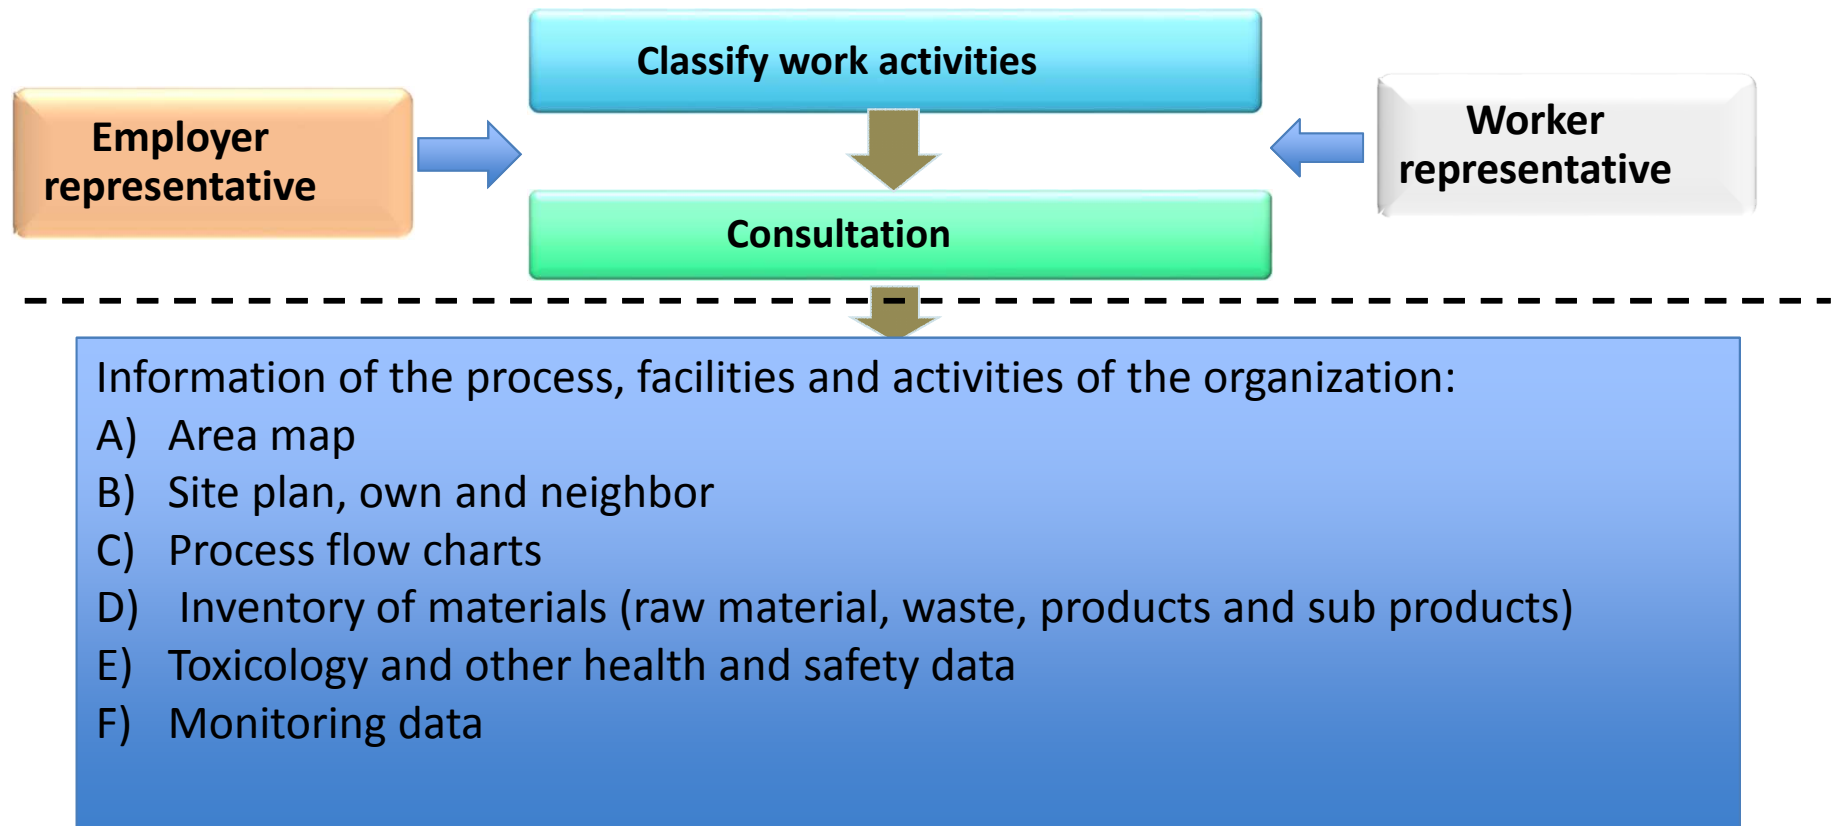 Classify work activities
Employer
representative
Worker
representative
Consultation
Information of the process, facilities and activities of the organization:
A) Area map
B) Site plan, own and neighbor
C) Process flow charts
D) Inventory of materials (raw material, waste, products and sub products)
E) Toxicology and other health and safety data
F) Monitoring data